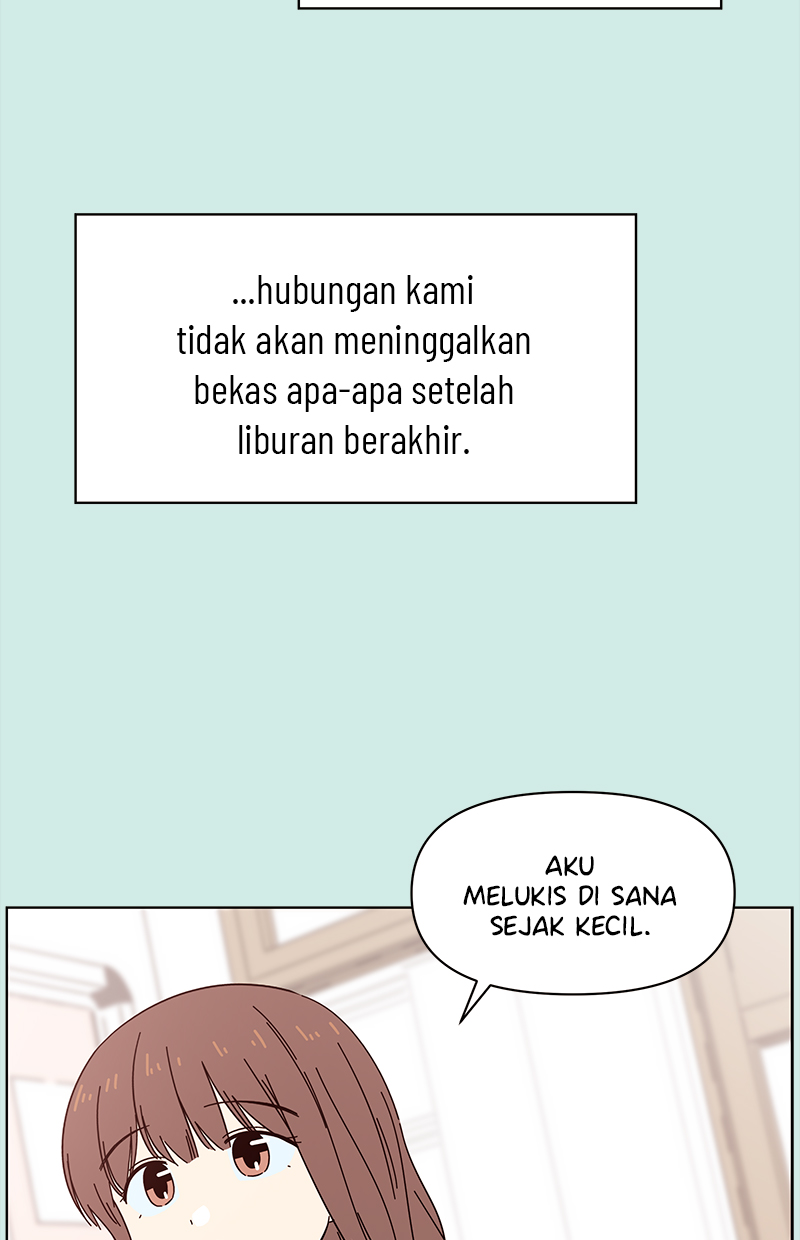 ...hubungan kami
tidak akan meninggalkan
bekas apa-apa setelah
liburan berakhir.
AKU
MELUKIS DI SANA
SEJAK KECIL.